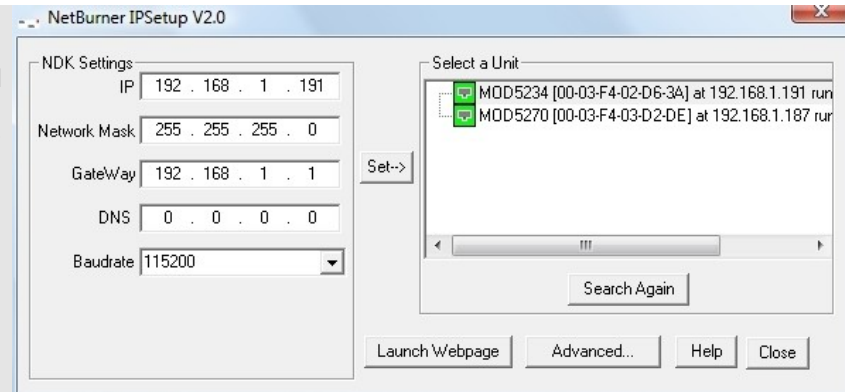 NetBurner IPSetup V2.0
NDK Settings
IP 192 . 168 . 1 . 191
Network Mask 255 . 255 . 255 . 0
GateWay 192 . 168 . 1 . 1
DNS 0 . 0 . 0 . 0
Baudrate 115200
Set-->
Select a Unit
MOD5234 [00-03-F4-02-D6-3A] at 192.168.1.191 run
MOD5270 [00-03-F4-03-D2-DE] at 192.168.1.187 rur
Search Again
Launch Webpage
Advanced...
Help
Close